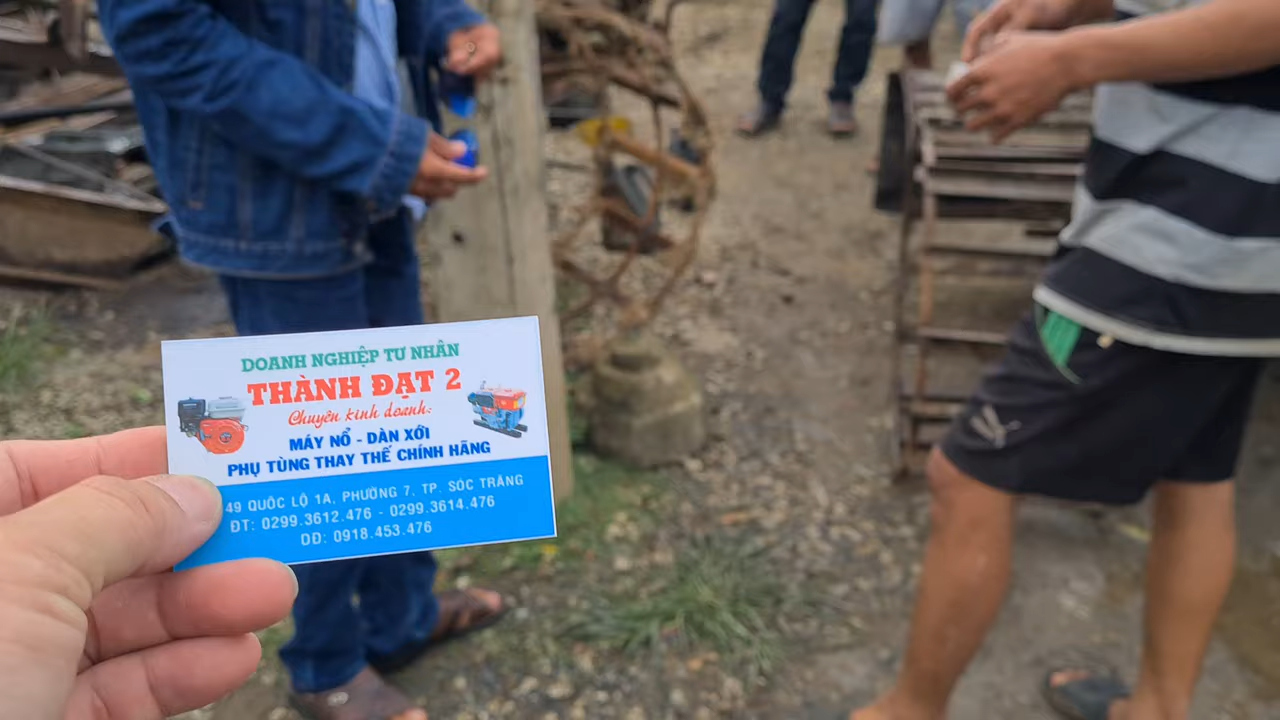 DOANH NGHIỆP TƯ NHÂN
THÀNH ĐẠT 2
Chuyên kinh doanh:
MÁY NỔ - DÀN XỚI
PHỤ TÙNG THAY THẾ CHÍNH HÃNG
49 QUỐC LỘ 1A, PHƯỜNG 7, TP. SÓC TRĂNG
ĐT: 0299.3612.476 - 0299.3614.476
DD: 0918.453.476